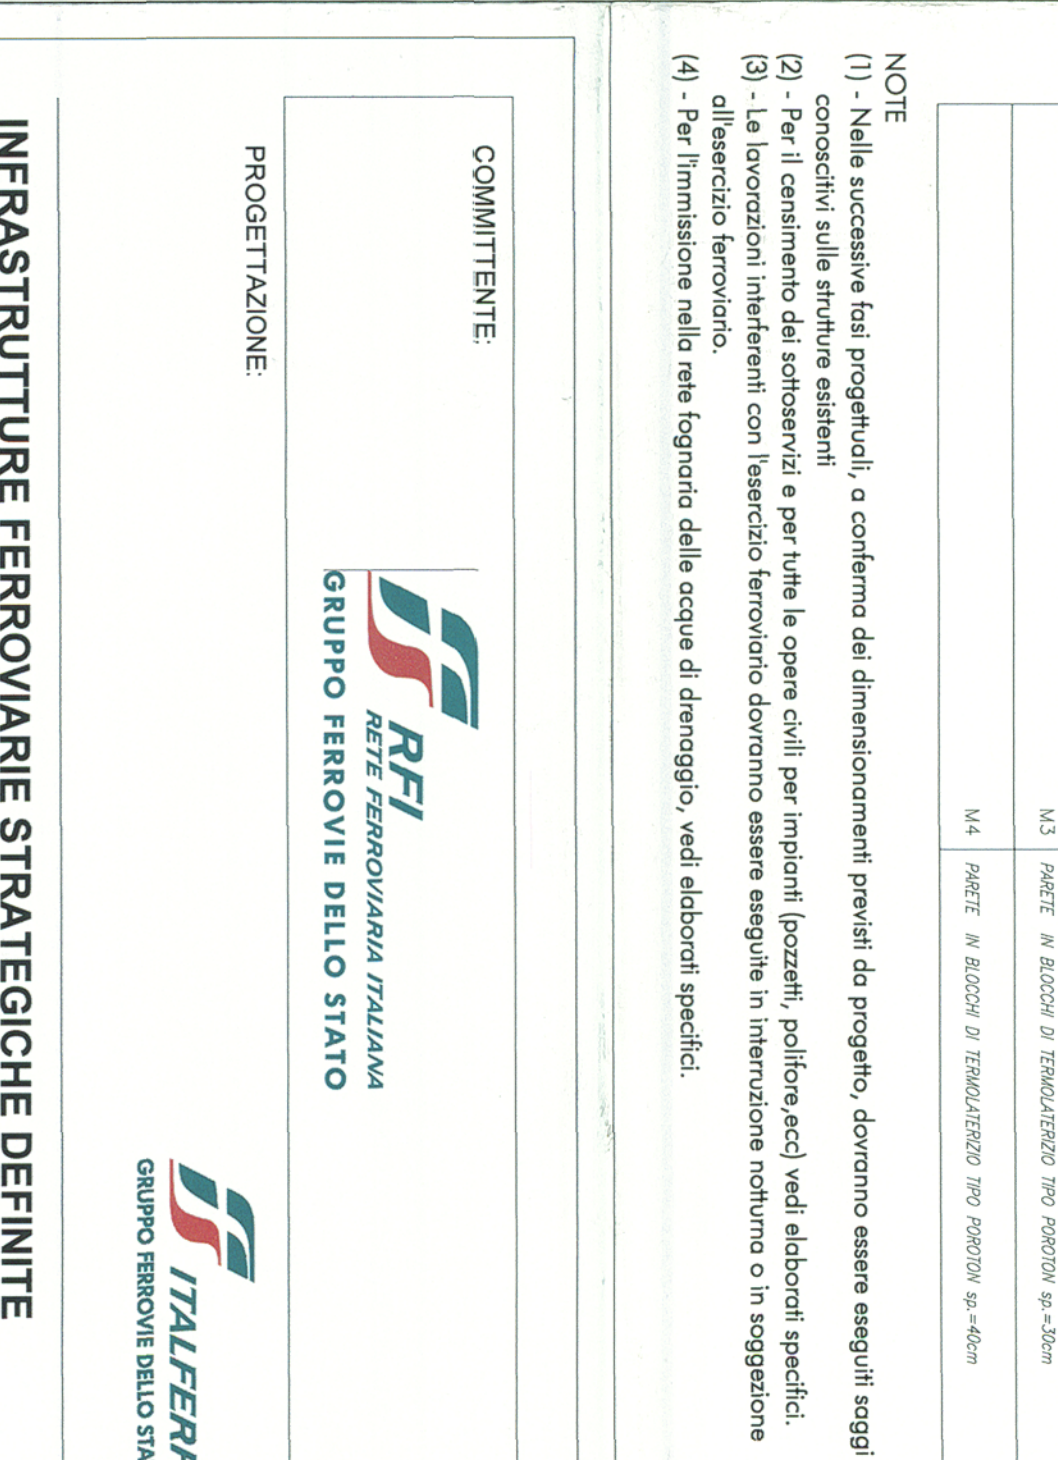 M3 PARETE IN BLOCCHI DI TERMOLATERIZIO TIPO POROTON sp.=30cm
M4 PARETE IN BLOCCHI DI TERMOLATERIZIO TIPO POROTON sp.=40cm
NOTE
(1) - Nelle successive fasi progettuali, a conferma dei dimensionamenti previsti da progetto, dovranno essere eseguiti saggi
conoscitivi sulle strutture esistenti
(2) - Per il censimento dei sottoservizi e per tutte le opere civili per impianti (pozzetti, polifore,ecc) vedi elaborati specifici.
(3) - Le lavorazioni interferenti con l'esercizio ferroviario dovranno essere eseguite in interruzione notturna o in soggezione
all'esercizio ferroviario.
(4) - Per l'immissione nella rete fognaria delle acque di drenaggio, vedi elaborati specifici.
COMMITTENTE:
RFI
RETE FERROVIARIA ITALIANA
GRUPPO FERROVIE DELLO STATO
PROGETTAZIONE:
ITALFER
GRUPPO FERROVIE DELLO STA
INFRASTRUTTURE FERROVIARIE STRATEGICHE DEFINITE